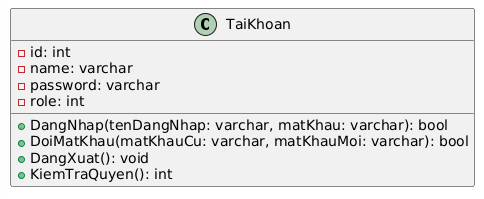 C TaiKhoan
id: int
name: varchar
password: varchar
role: int
DangNhap(tenDangNhap: varchar, matKhau: varchar): bool
DoiMatKhau(matKhauCu: varchar, matKhauMoi: varchar): bool
DangXuat(): void
KiemTraQuyen(): int